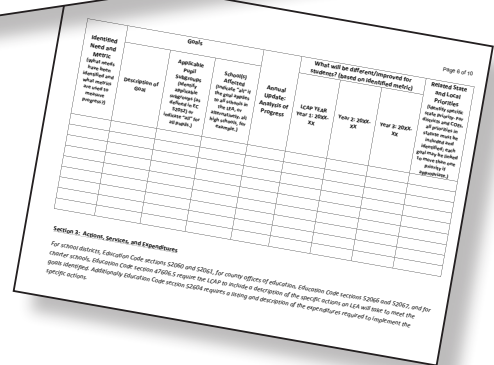 Page 6 of 10
Identified
Need and
Metric
(What needs
have been
identified and
what metrics
are used to
measure
progress?)
Goals
Description of
Goal
Applicable
Pupil
Subgroups
(Identify
applicable
subgroups (as
defined in EC
52052) or
indicate "all" for
all pupils.)
School(s)
Affected
(Indicate "all" if
the goal applies
to all schools in
the LEA, or
alternatively, all
high schools, for
example.)
Annual
Update:
Analysis of
Progress
What will be different/improved for
students? (based on identified metric)
LCAP YEAR
Year 1: 20XX-
XX
Year 2: 20XX-
XX
Year 3: 20XX-
XX
Related State
and Local
Priorities
(Identify specific
state priority. For
districts and COEs,
all priorities in
statute must be
included and
identified; each
goal may be linked
to more than one
priority if
appropriate.)
Section 3: Actions, Services, and Expenditures
For school districts, Education Code sections 52060 and 52061, for county offices of education, Education Code sections 52066 and 52067, and for
charter schools, Education Code section 47606.5 require the LCAP to include a description of the specific actions an LEA will take to meet the
goals identified. Additionally Education Code section 52604 requires a listing and description of the expenditures required to implement the
specific actions.